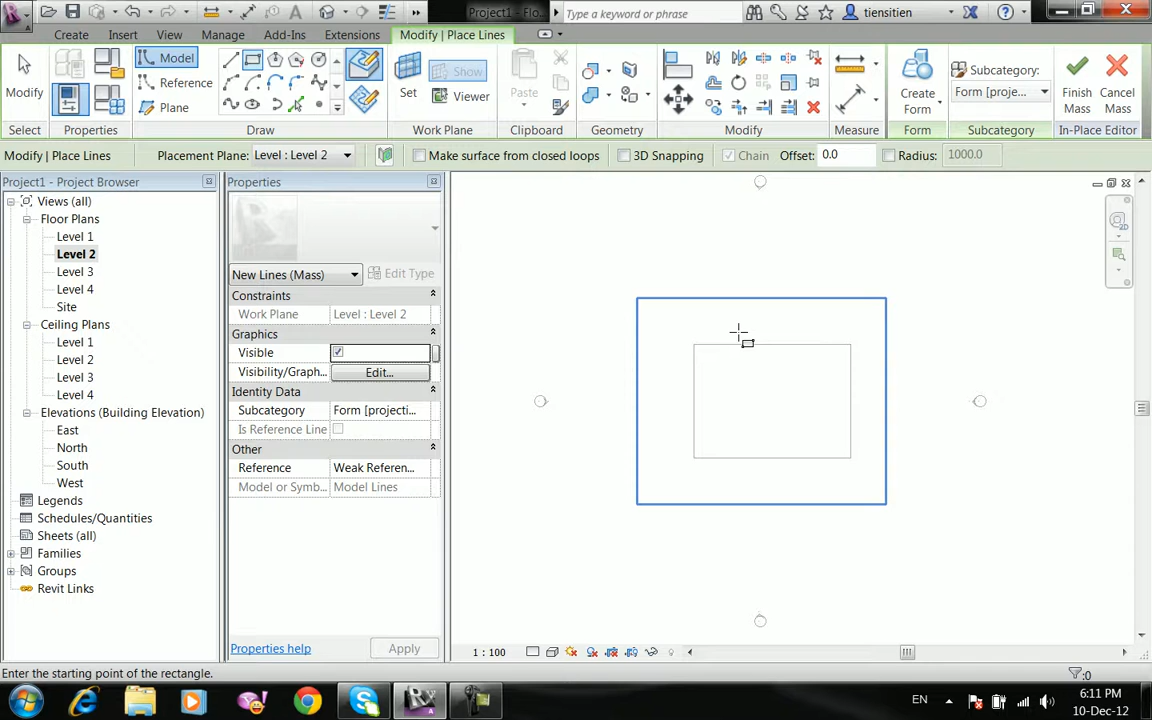 Project1 - Flo...
Type a keyword or phrase
tiensitien
Create
Insert
View
Manage
Add-Ins
Extensions
Modify | Place Lines
Modify
Model
Reference
Plane
Set
Show
Viewer
Paste
Create
Form
Subcategory:
Form [proje...
Finish
Mass
Cancel
Mass
Select
Properties
Draw
Work Plane
Clipboard
Geometry
Modify
Measure
Form
Subcategory
In-Place Editor
Modify | Place Lines
Placement Plane:
Level : Level 2
Make surface from closed loops
3D Snapping
Chain
Offset:
0.0
Radius:
1000.0
Project1 - Project Browser
Views (all)
Floor Plans
Level 1
Level 2
Level 3
Level 4
Site
Ceiling Plans
Level 1
Level 2
Level 3
Level 4
Elevations (Building Elevation)
East
North
South
West
Legends
Schedules/Quantities
Sheets (all)
Families
Groups
Revit Links
Properties
New Lines (Mass)
Edit Type
Constraints
Work Plane
Level : Level 2
Graphics
Visible
Visibility/Graph...
Edit...
Identity Data
Subcategory
Form [projecti...
Is Reference Line
Other
Reference
Weak Referen...
Model or Symb...
Model Lines
Properties help
Apply
1 : 100
Enter the starting point of the rectangle.
:0
EN
6:11 PM
10-Dec-12